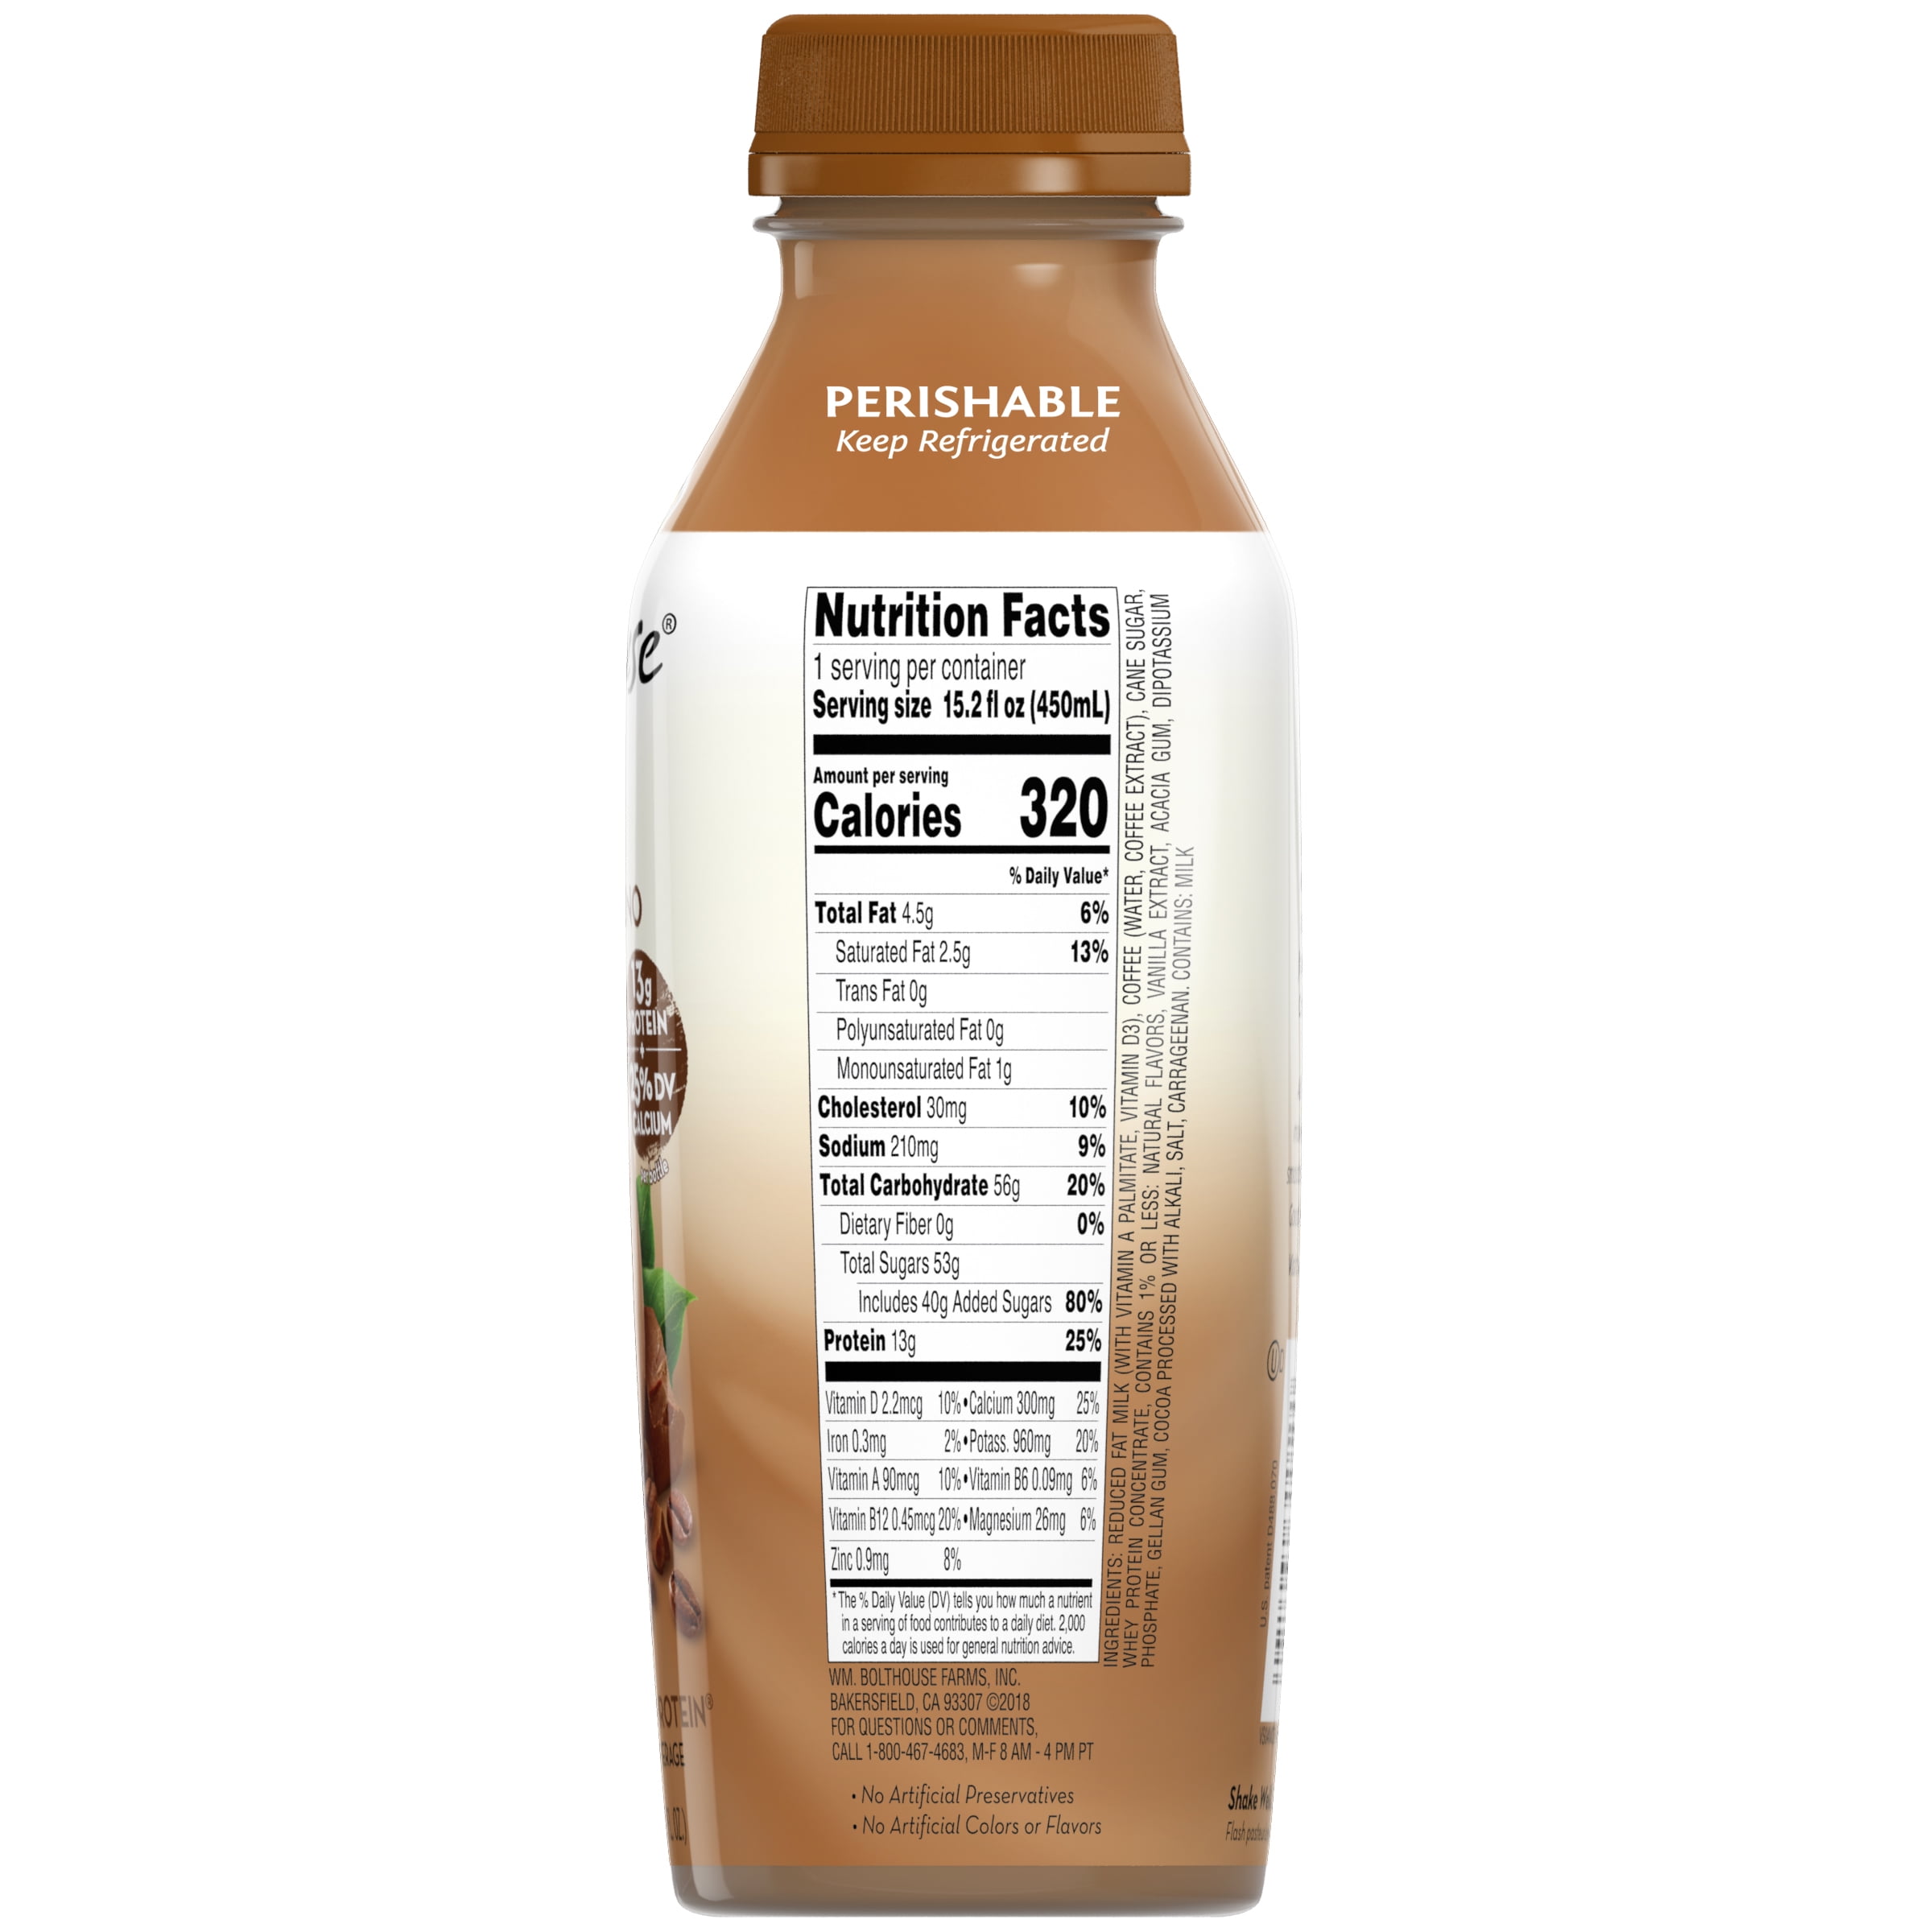 PERISHABLE
Keep Refrigerated
Nutrition Facts
1 serving per container
Serving size 15.2 fl oz (450mL)
Amount per serving
Calories 320
% Daily Value*
Total Fat 4.5g 6%
Saturated Fat 2.5g 13%
Trans Fat 0g
Polyunsaturated Fat 0g
Monounsaturated Fat 1g
Cholesterol 30mg 10%
Sodium 210mg 9%
Total Carbohydrate 56g 20%
Dietary Fiber 0g 0%
Total Sugars 53g
Includes 40g Added Sugars 80%
Protein 13g 25%
Vitamin D 2.2mcg 10% • Calcium 300mg 25%
Iron 0.3mg 2% • Potass. 960mg 20%
Vitamin A 90mcg 10% • Vitamin B6 0.09mg 6%
Vitamin B12 0.45mcg 20% • Magnesium 26mg 6%
Zinc 0.9mg 8%
*The % Daily Value (DV) tells you how much a nutrient
in a serving of food contributes to a daily diet. 2,000
calories a day is used for general nutrition advice.
INGREDIENTS: REDUCED FAT MILK (WITH VITAMIN A PALMITATE, VITAMIN D3), COFFEE (WATER, COFFEE EXTRACT), CANE SUGAR,
WHEY PROTEIN CONCENTRATE, CONTAINS 1% OR LESS: NATURAL FLAVORS, VANILLA EXTRACT, ACACIA GUM, DIPOTASSIUM
PHOSPHATE, GELLAN GUM, COCOA PROCESSED WITH ALKALI, SALT, CARRAGEENAN. CONTAINS: MILK
WM. BOLTHOUSE FARMS, INC.
BAKERSFIELD, CA 93307 ©2018
FOR QUESTIONS OR COMMENTS,
CALL 1-800-467-4683, M-F 8 AM - 4 PM PT
• No Artificial Preservatives
• No Artificial Colors or Flavors
13g
% DV
per bottle
U.S. patent D488.070
Shake
Flash